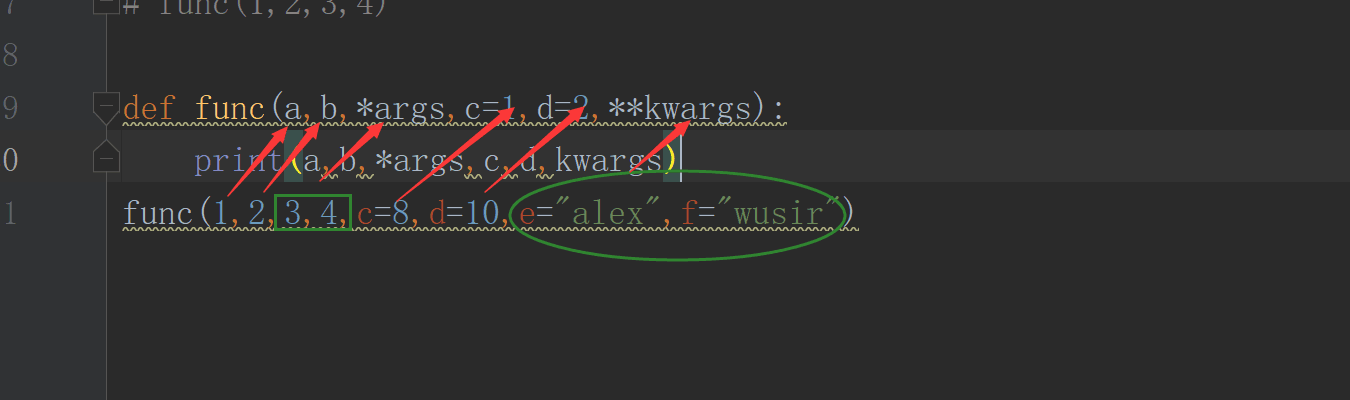 7 # func(1,2,3,4)
8
9 def func(a,b,*args,c=1,d=2,**kwargs):
0 print(a,b,*args,c,d,kwargs)
1 func(1,2,3,4,c=8,d=10,e="alex",f="wusir")